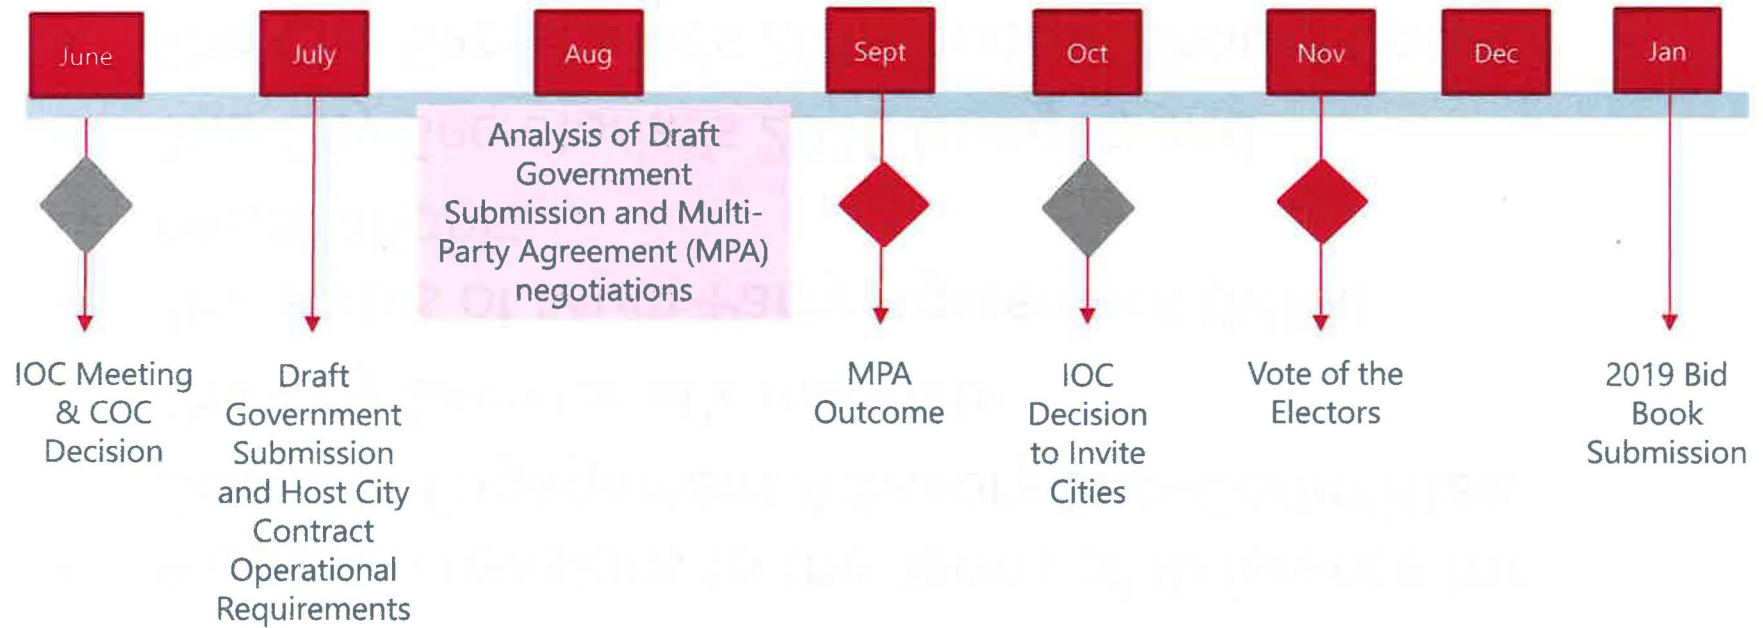 June
July
Aug
Sept
Oct
Nov
Dec
Jan
Analysis of Draft
Government
Submission and Multi-
Party Agreement (MPA)
negotiations
IOC Meeting
& COC
Decision
Draft
Government
Submission
and Host City
Contract
Operational
Requirements
MPA
Outcome
IOC
Decision
to Invite
Cities
Vote of the
Electors
2019 Bid
Book
Submission